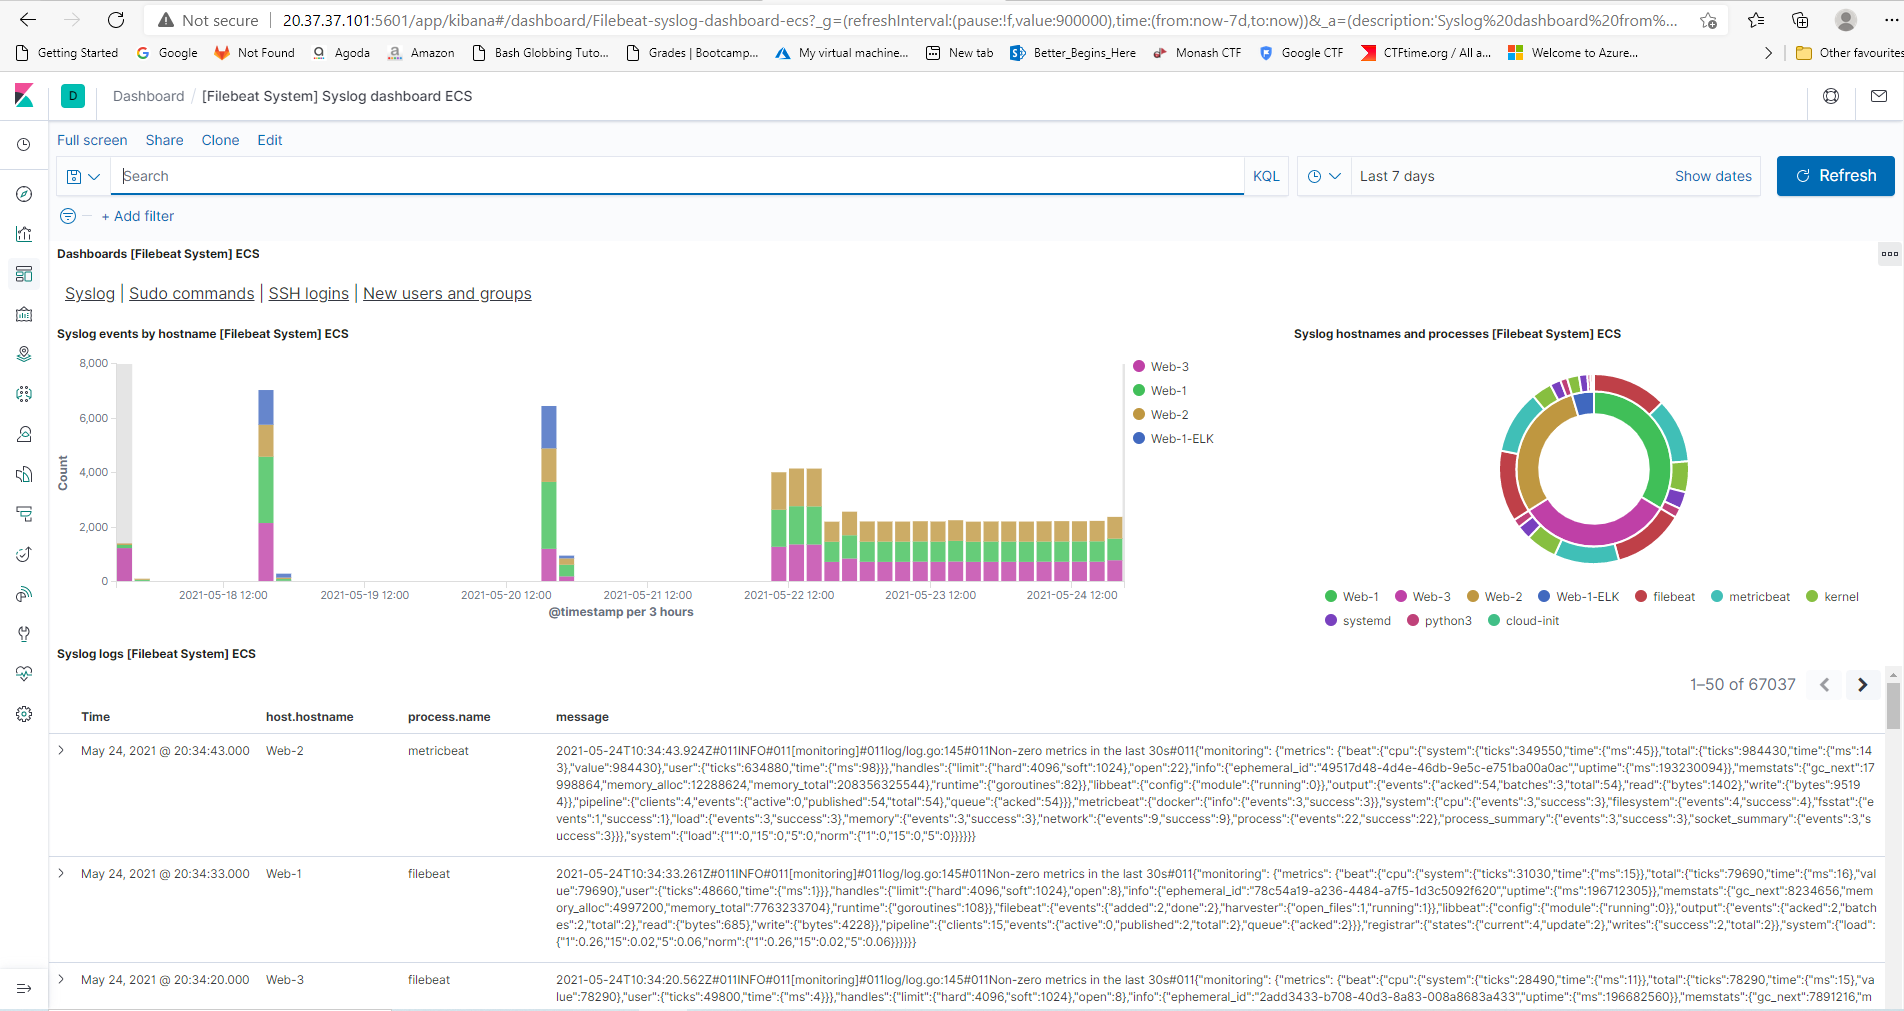 Not secure | 20.37.37.101:5601/app/kibana#/dashboard/Filebeat-syslog-dashboard-ecs?_g=(refreshInterval:(pause:!f,value:900000),time:(from:now-7d,to:now))&_a=(description:'Syslog%20dashboard%20from%...
Getting Started Google Not Found Agoda Amazon Bash Globbing Tuto... Grades | Bootcamp... My virtual machine... New tab Better_Begins_Here Monash CTF Google CTF CTFtime.org / All a... Welcome to Azure... Other favourites
D Dashboard / [Filebeat System] Syslog dashboard ECS
Full screen Share Clone Edit
Search KQL Last 7 days Show dates Refresh
+ Add filter
Dashboards [Filebeat System] ECS
Syslog | Sudo commands | SSH logins | New users and groups
Syslog events by hostname [Filebeat System] ECS
8,000
6,000
4,000
2,000
0
Count
2021-05-18 12:00 2021-05-19 12:00 2021-05-20 12:00 2021-05-21 12:00 2021-05-22 12:00 2021-05-23 12:00 2021-05-24 12:00
@timestamp per 3 hours
Web-3
Web-1
Web-2
Web-1-ELK
Syslog hostnames and processes [Filebeat System] ECS
Web-1 Web-3 Web-2 Web-1-ELK filebeat metricbeat kernel
systemd python3 cloud-init
Syslog logs [Filebeat System] ECS
1–50 of 67037
Time host.hostname process.name message
May 24, 2021 @ 20:34:43.000 Web-2 metricbeat 2021-05-24T10:34:43.924Z#011INFO#011[monitoring]#011log/log.go:145#011Non-zero metrics in the last 30s#011{"monitoring": {"metrics": {"beat":{"cpu":{"system":{"ticks":349550,"time":{"ms":45}},"total":{"ticks":984430,"time":{"ms":14
3},"value":984430},"user":{"ticks":634880,"time":{"ms":98}}},"handles":{"limit":{"hard":4096,"soft":1024},"open":22},"info":{"ephemeral_id":"49517d48-4d4e-46db-9e5c-e751ba00a0ac","uptime":{"ms":193230094}},"memstats":{"gc_next":17
998864,"memory_alloc":12288624,"memory_total":208356325544},"runtime":{"goroutines":82}},"libbeat":{"config":{"module":{"running":0}},"output":{"events":{"acked":54,"batches":3,"total":54},"read":{"bytes":1402},"write":{"bytes":9519
4}},"pipeline":{"clients":4,"events":{"active":0,"published":54,"total":54},"queue":{"acked":54}}},"metricbeat":{"docker":{"info":{"events":3,"success":3}},"system":{"cpu":{"events":3,"success":3},"filesystem":{"events":4,"success":4},"fsstat":{"e
vents":1,"success":1},"load":{"events":3,"success":3},"memory":{"events":3,"success":3},"network":{"events":9,"success":9},"process":{"events":22,"success":22},"process_summary":{"events":3,"success":3},"socket_summary":{"events":3,"s
uccess":3}}},"system":{"load":{"1":0,"15":0,"5":0,"norm":{"1":0,"15":0,"5":0}}}}}}
May 24, 2021 @ 20:34:33.000 Web-1 filebeat 2021-05-24T10:34:33.261Z#011INFO#011[monitoring]#011log/log.go:145#011Non-zero metrics in the last 30s#011{"monitoring": {"metrics": {"beat":{"cpu":{"system":{"ticks":31030,"time":{"ms":15}},"total":{"ticks":79690,"time":{"ms":16},"val
ue":79690},"user":{"ticks":48660,"time":{"ms":1}}},"handles":{"limit":{"hard":4096,"soft":1024},"open":8},"info":{"ephemeral_id":"78c54a19-a236-4484-a7f5-1d3c5092f620","uptime":{"ms":196712305}},"memstats":{"gc_next":8234656,"mem
ory_alloc":4997200,"memory_total":7763233704},"runtime":{"goroutines":108}},"filebeat":{"events":{"added":2,"done":2},"harvester":{"open_files":1,"running":1}},"libbeat":{"config":{"module":{"running":0}},"output":{"events":{"acked":2,"batches
":2,"total":2},"read":{"bytes":685},"write":{"bytes":4228}},"pipeline":{"clients":15,"events":{"active":0,"published":2,"total":2},"queue":{"acked":2}}},"registrar":{"states":{"current":4,"update":2},"writes":{"success":2,"total":2}},"system":{"load":
{"1":0.26,"15":0.02,"5":0.06,"norm":{"1":0.26,"15":0.02,"5":0.06}}}}}}
May 24, 2021 @ 20:34:20.000 Web-3 filebeat 2021-05-24T10:34:20.562Z#011INFO#011[monitoring]#011log/log.go:145#011Non-zero metrics in the last 30s#011{"monitoring": {"metrics": {"beat":{"cpu":{"system":{"ticks":28490,"time":{"ms":11}},"total":{"ticks":78290,"time":{"ms":15},"va
lue":78290},"user":{"ticks":49800,"time":{"ms":4}}},"handles":{"limit":{"hard":4096,"soft":1024},"open":8},"info":{"ephemeral_id":"2add3433-b708-40d3-8a83-008a8683a433","uptime":{"ms":196682560}},"memstats":{"gc_next":7891216,"m